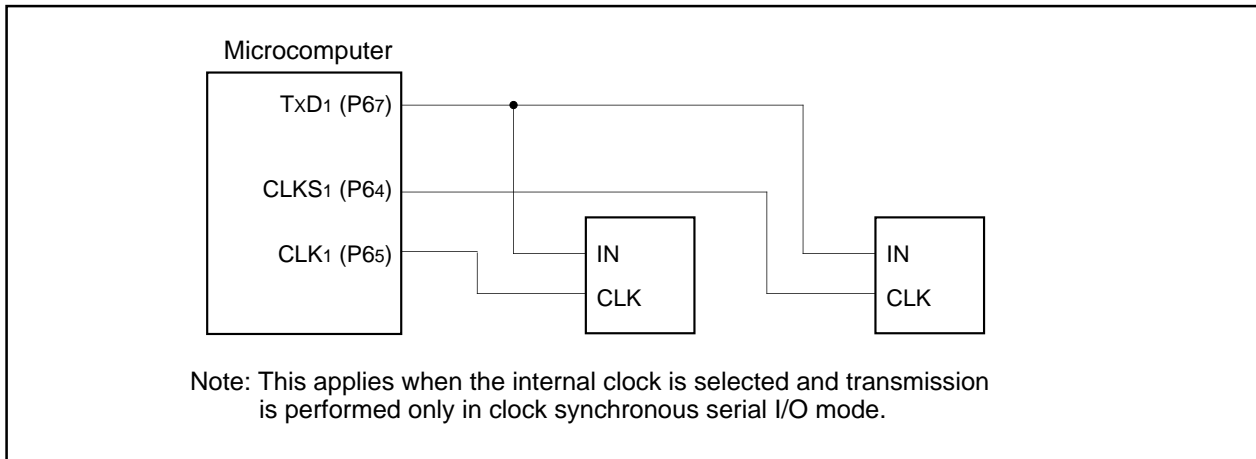 Microcomputer
TxD1 (P67)
CLKS1 (P64)
CLK1 (P65)
IN
CLK
IN
CLK
Note: This applies when the internal clock is selected and transmission
is performed only in clock synchronous serial I/O mode.